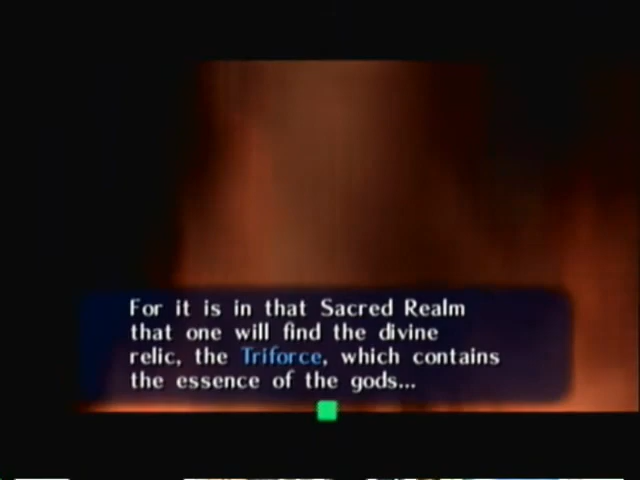 For it is in that Sacred Realm
that one will find the divine
relic, the Triforce, which contains
the essence of the gods...